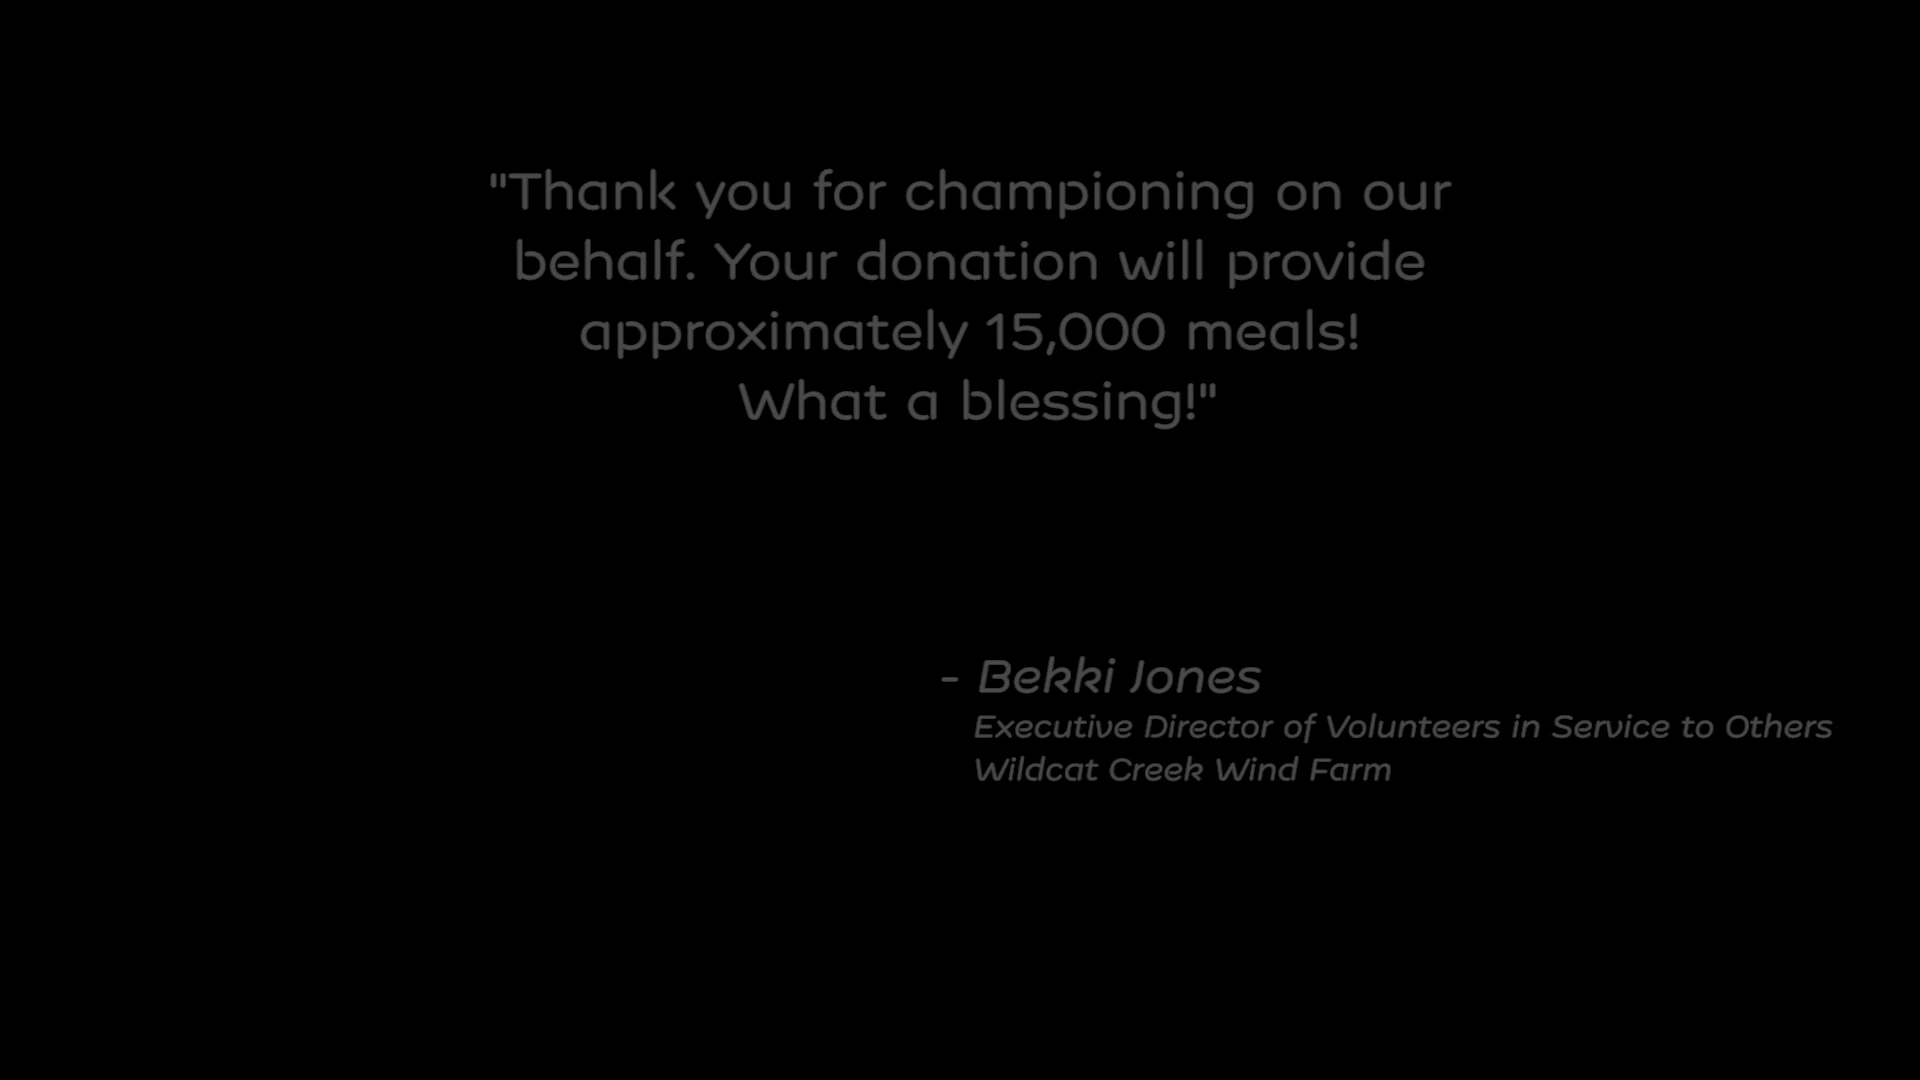 "Thank you for championing on our
behalf. Your donation will provide
approximately 15,000 meals!
What a blessing!"
- Bekki Jones
Executive Director of Volunteers in Service to Others
Wildcat Creek Wind Farm